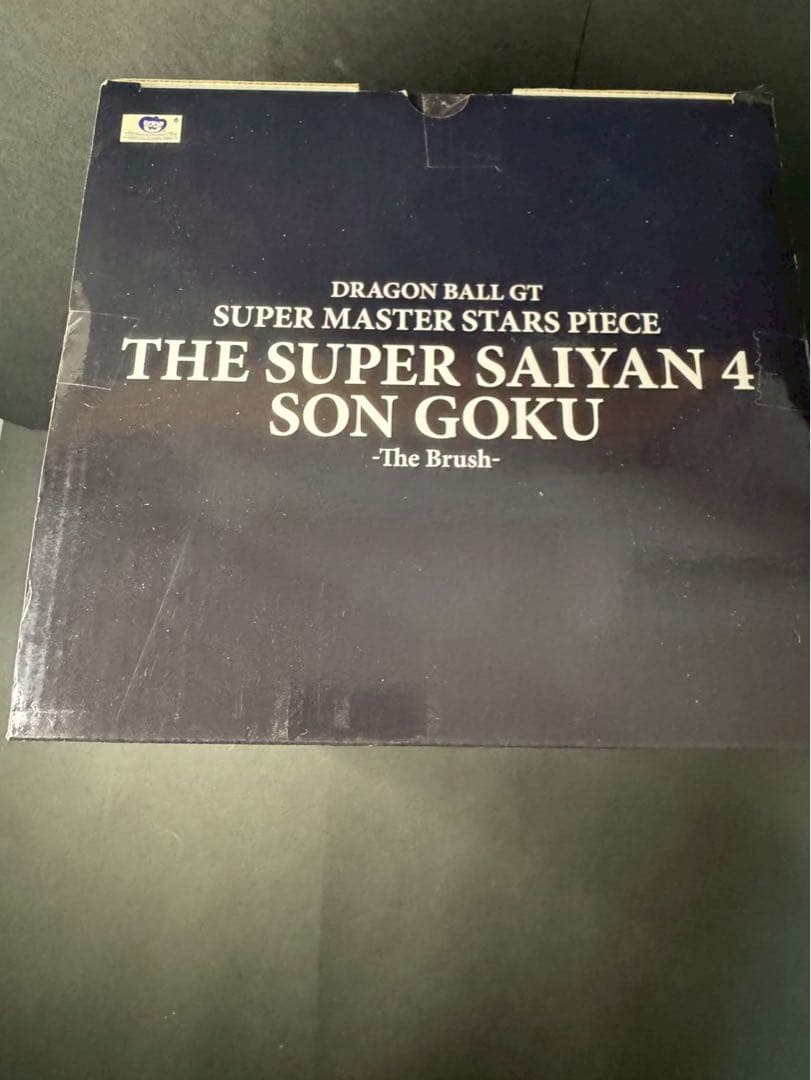 DRAGON BALL GT
SUPER MASTER STARS PIECE
THE SUPER SAIYAN 4
SON GOKU
-The Brush-